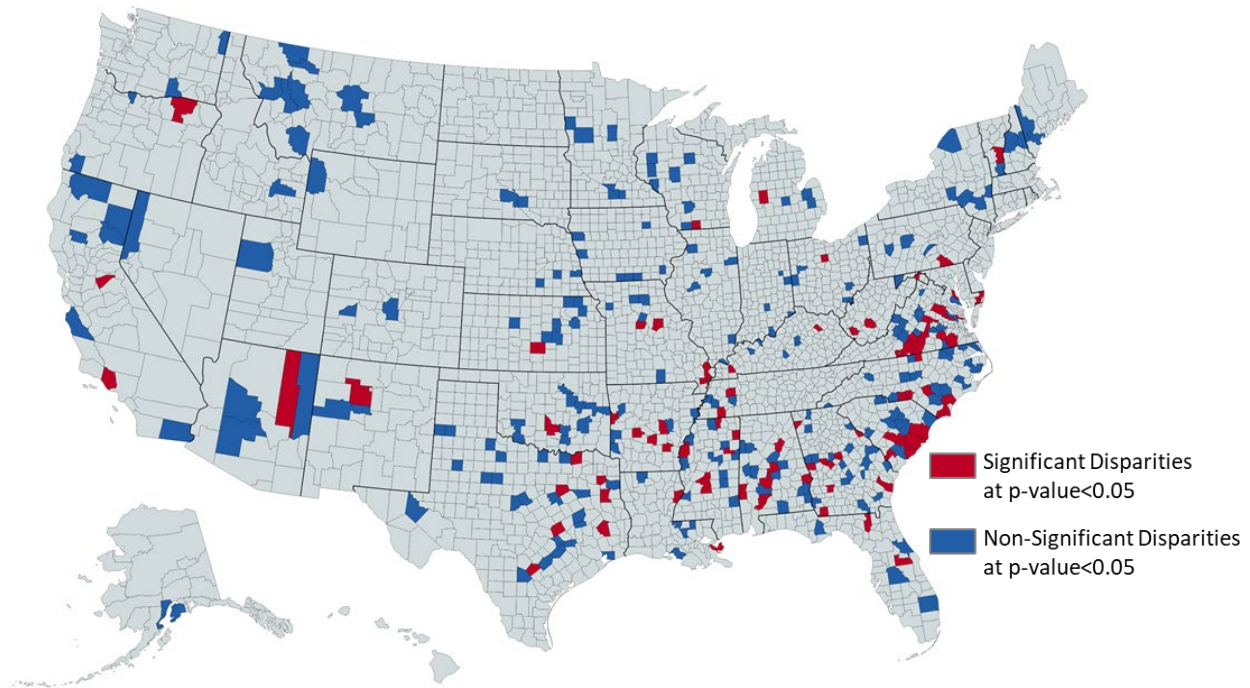 Significant Disparities
at p-value<0.05
Non-Significant Disparities
at p-value<0.05